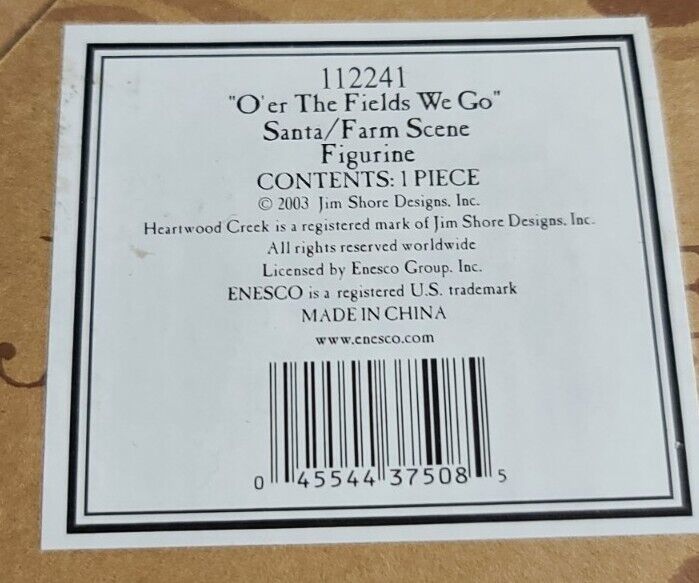 112241
"O'er The Fields We Go"
Santa/Farm Scene
Figurine
CONTENTS: 1 PIECE
© 2003 Jim Shore Designs, Inc.
Heartwood Creek is a registered mark of Jim Shore Designs, Inc.
All rights reserved worldwide
Licensed by Enesco Group, Inc.
ENESCO is a registered U.S. trademark
MADE IN CHINA
www.enesco.com
0 45544 37508 5